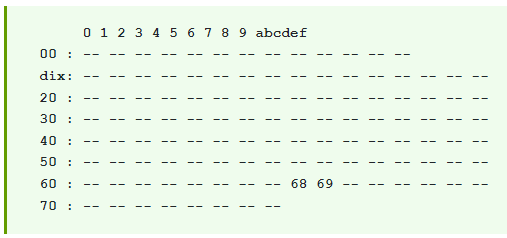 0 1 2 3 4 5 6 7 8 9 abcdef
00 : -- -- -- -- -- -- -- -- -- -- -- -- --
dix: -- -- -- -- -- -- -- -- -- -- -- -- -- -- -- --
20 : -- -- -- -- -- -- -- -- -- -- -- -- -- -- -- --
30 : -- -- -- -- -- -- -- -- -- -- -- -- -- -- -- --
40 : -- -- -- -- -- -- -- -- -- -- -- -- -- -- -- --
50 : -- -- -- -- -- -- -- -- -- -- -- -- -- -- -- --
60 : -- -- -- -- -- -- -- -- 68 69 -- -- -- -- -- --
70 : -- -- -- -- -- -- -- --